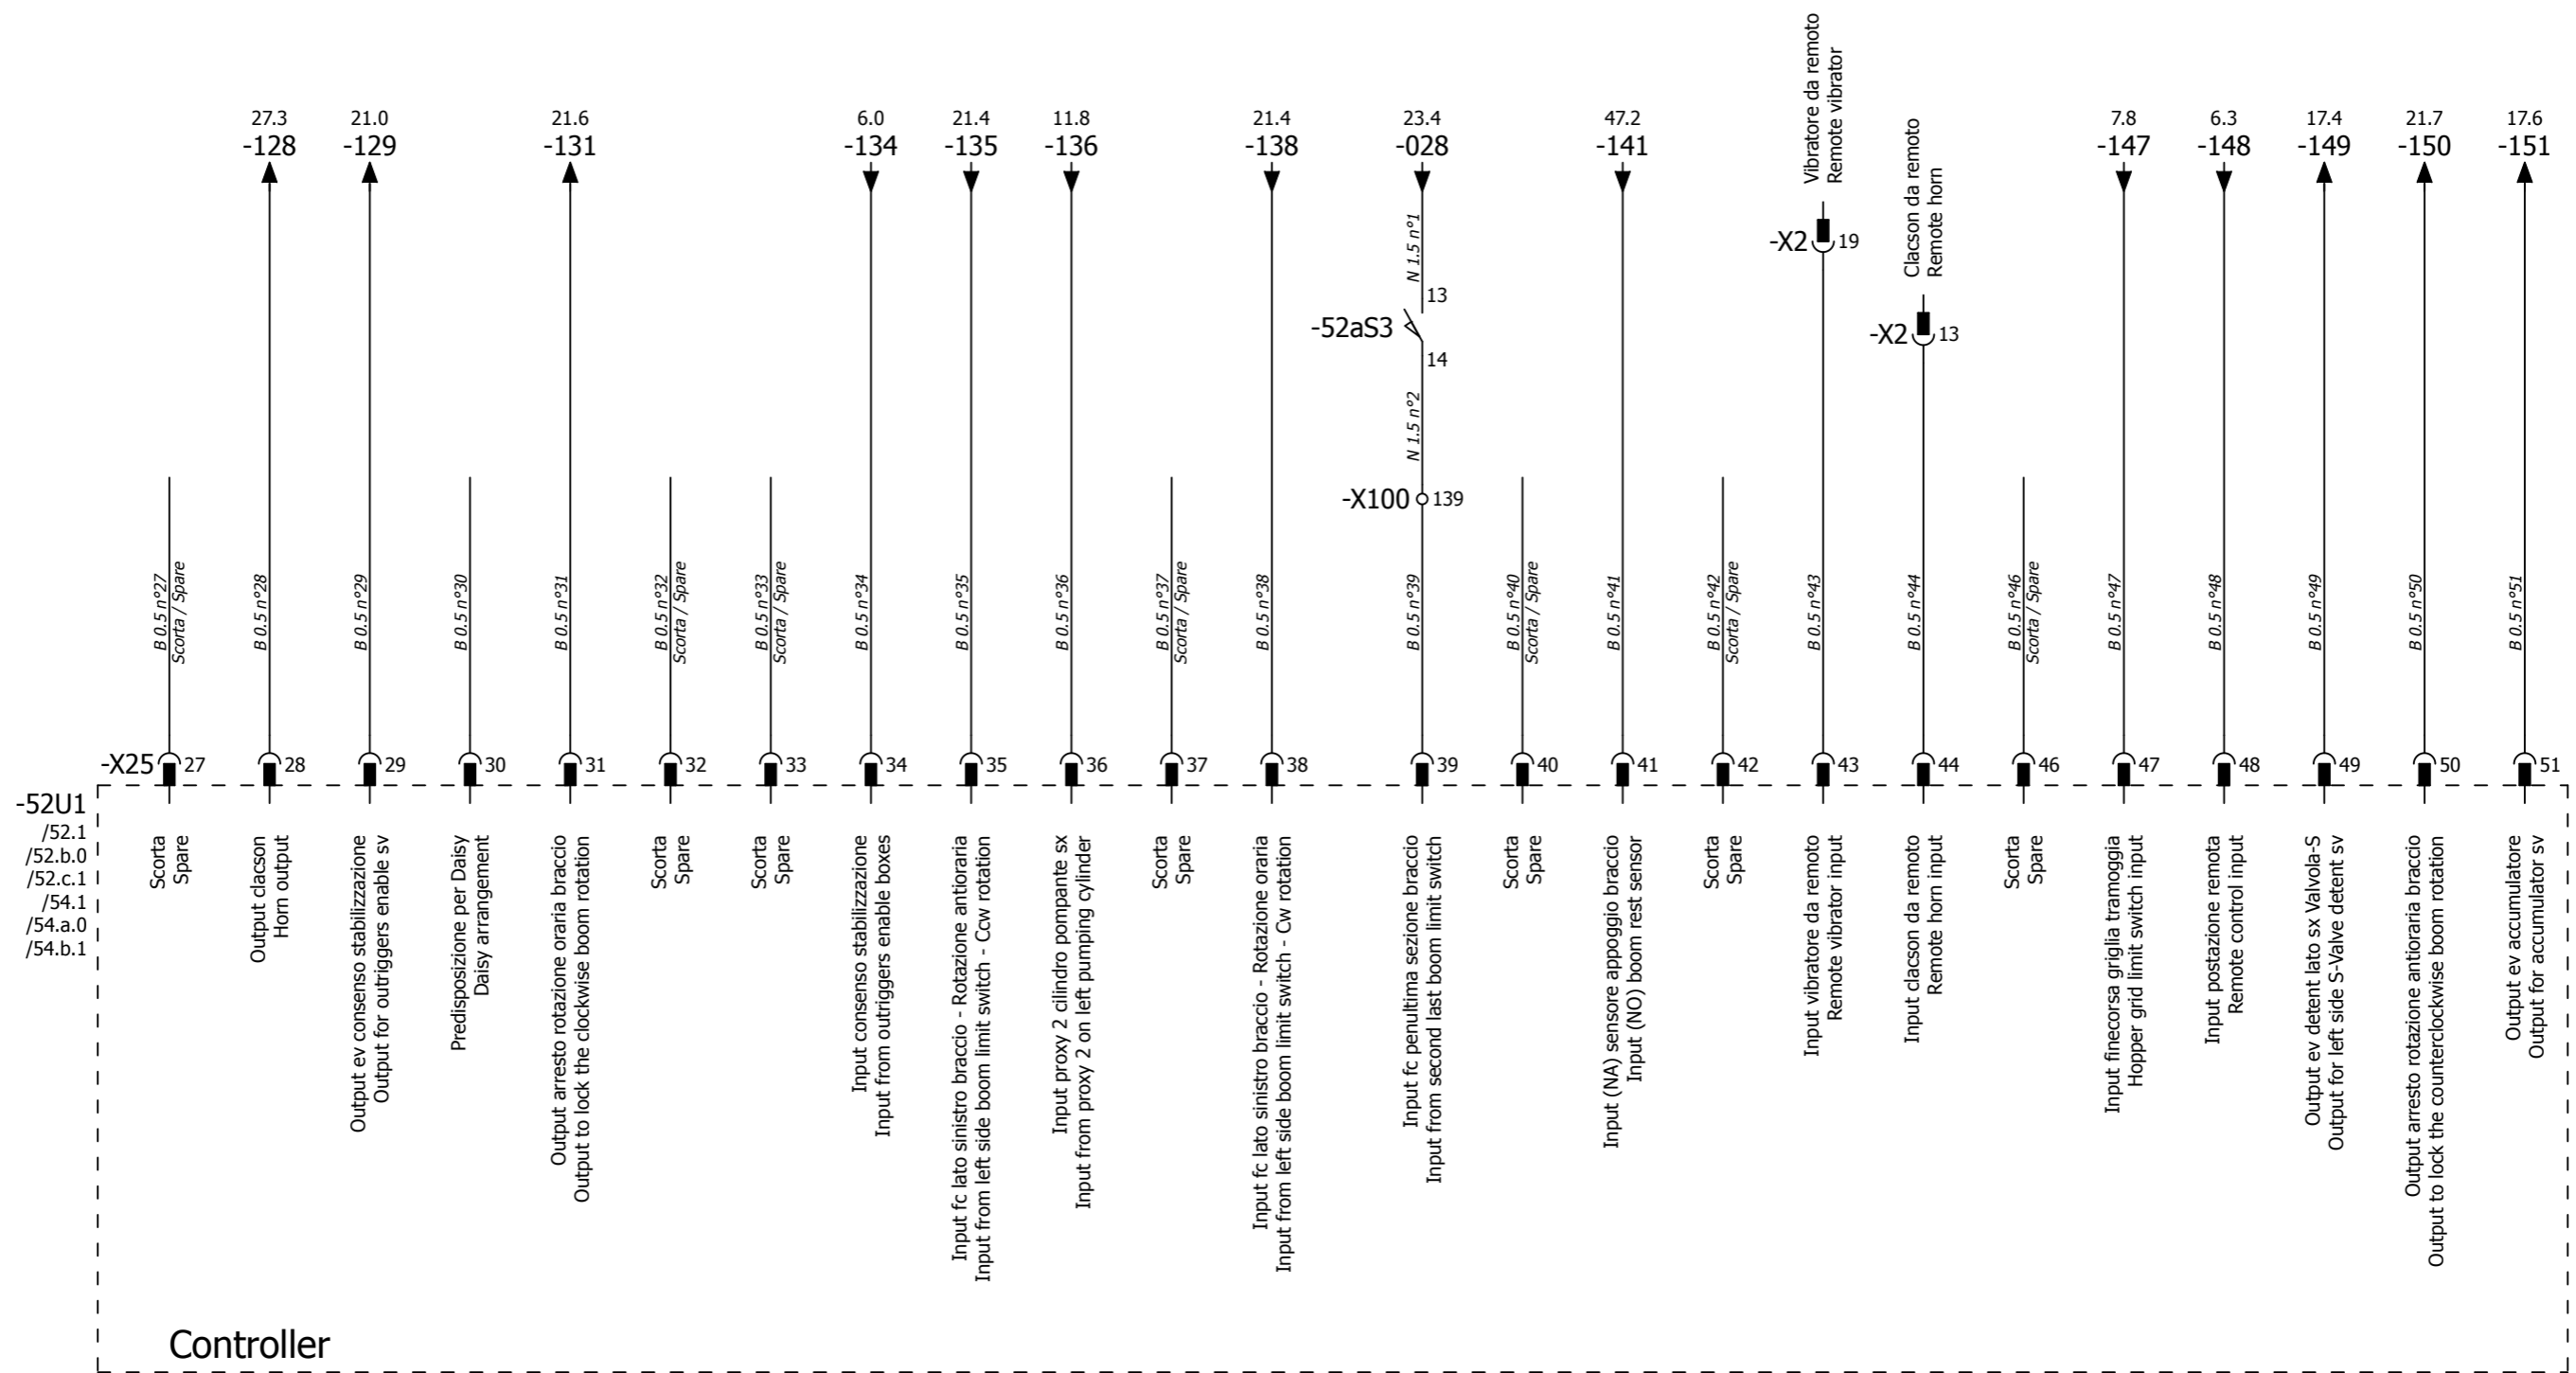 Vibratore da remoto
Remote vibrator
Clacson da remoto
Remote horn
27.3
-128
21.0
-129
21.6
-131
6.0
-134
21.4
-135
11.8
-136
21.4
-138
23.4
-028
47.2
-141
7.8
-147
6.3
-148
17.4
-149
21.7
-150
17.6
-151
-X2
19
-X2
13
N 1.5 n°1
13
-52aS3
14
N 1.5 n°2
-X100
139
B 0.5 n°27
Scorta / Spare
B 0.5 n°28
B 0.5 n°29
B 0.5 n°30
B 0.5 n°31
B 0.5 n°32
Scorta / Spare
B 0.5 n°33
Scorta / Spare
B 0.5 n°34
B 0.5 n°35
B 0.5 n°36
B 0.5 n°37
Scorta / Spare
B 0.5 n°38
B 0.5 n°39
B 0.5 n°40
Scorta / Spare
B 0.5 n°41
B 0.5 n°42
Scorta / Spare
B 0.5 n°43
B 0.5 n°44
B 0.5 n°46
Scorta / Spare
B 0.5 n°47
B 0.5 n°48
B 0.5 n°49
B 0.5 n°50
B 0.5 n°51
-X25
27
28
29
30
31
32
33
34
35
36
37
38
39
40
41
42
43
44
46
47
48
49
50
51
-52U1
/52.1
/52.b.0
/52.c.1
/54.1
/54.a.0
/54.b.1
Scorta
Spare
Output clacson
Horn output
Output ev consenso stabilizzazione
Output for outriggers enable sv
Predisposizione per Daisy
Daisy arrangement
Output arresto rotazione oraria braccio
Output to lock the clockwise boom rotation
Scorta
Spare
Scorta
Spare
Input consenso stabilizzazione
Input from outriggers enable boxes
Input fc lato sinistro braccio - Rotazione antioraria
Input from left side boom limit switch - Ccw rotation
Input proxy 2 cilindro pompante sx
Input from proxy 2 on left pumping cylinder
Scorta
Spare
Input fc lato sinistro braccio - Rotazione oraria
Input from left side boom limit switch - Cw rotation
Input fc penultima sezione braccio
Input from second last boom limit switch
Scorta
Spare
Input (NA) sensore appoggio braccio
Input (NO) boom rest sensor
Scorta
Spare
Input vibratore da remoto
Remote vibrator input
Input clacson da remoto
Remote horn input
Scorta
Spare
Input finecorsa griglia tramoggia
Hopper grid limit switch input
Input postazione remota
Remote control input
Output ev detent lato sx Valvola-S
Output for left side S-Valve detent sv
Output arresto rotazione antioraria braccio
Output to lock the counterclockwise boom rotation
Output ev accumulatore
Output for accumulator sv
Controller